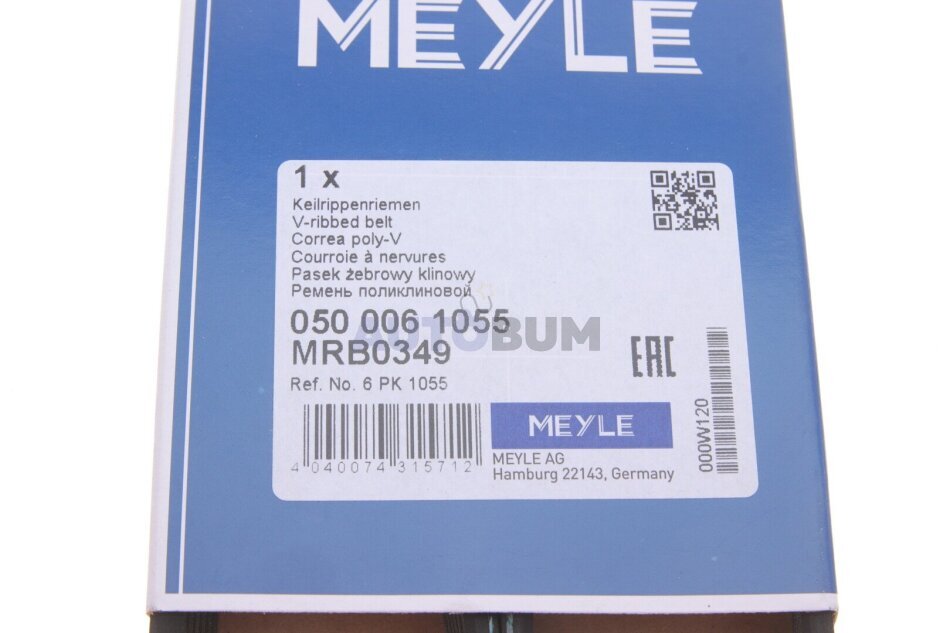 MEYLE
1 x
Keilrippenriemen
V-ribbed belt
Correa poly-V
Courroie à nervures
Pasek żebrowy klinowy
Ремень поликлиновой
050 006 1055
AUTOBUM
MRB0349
EAC
Ref. No. 6 PK 1055
MEYLE
4 040074 315712
MEYLE AG
Hamburg 22143, Germany
000W120